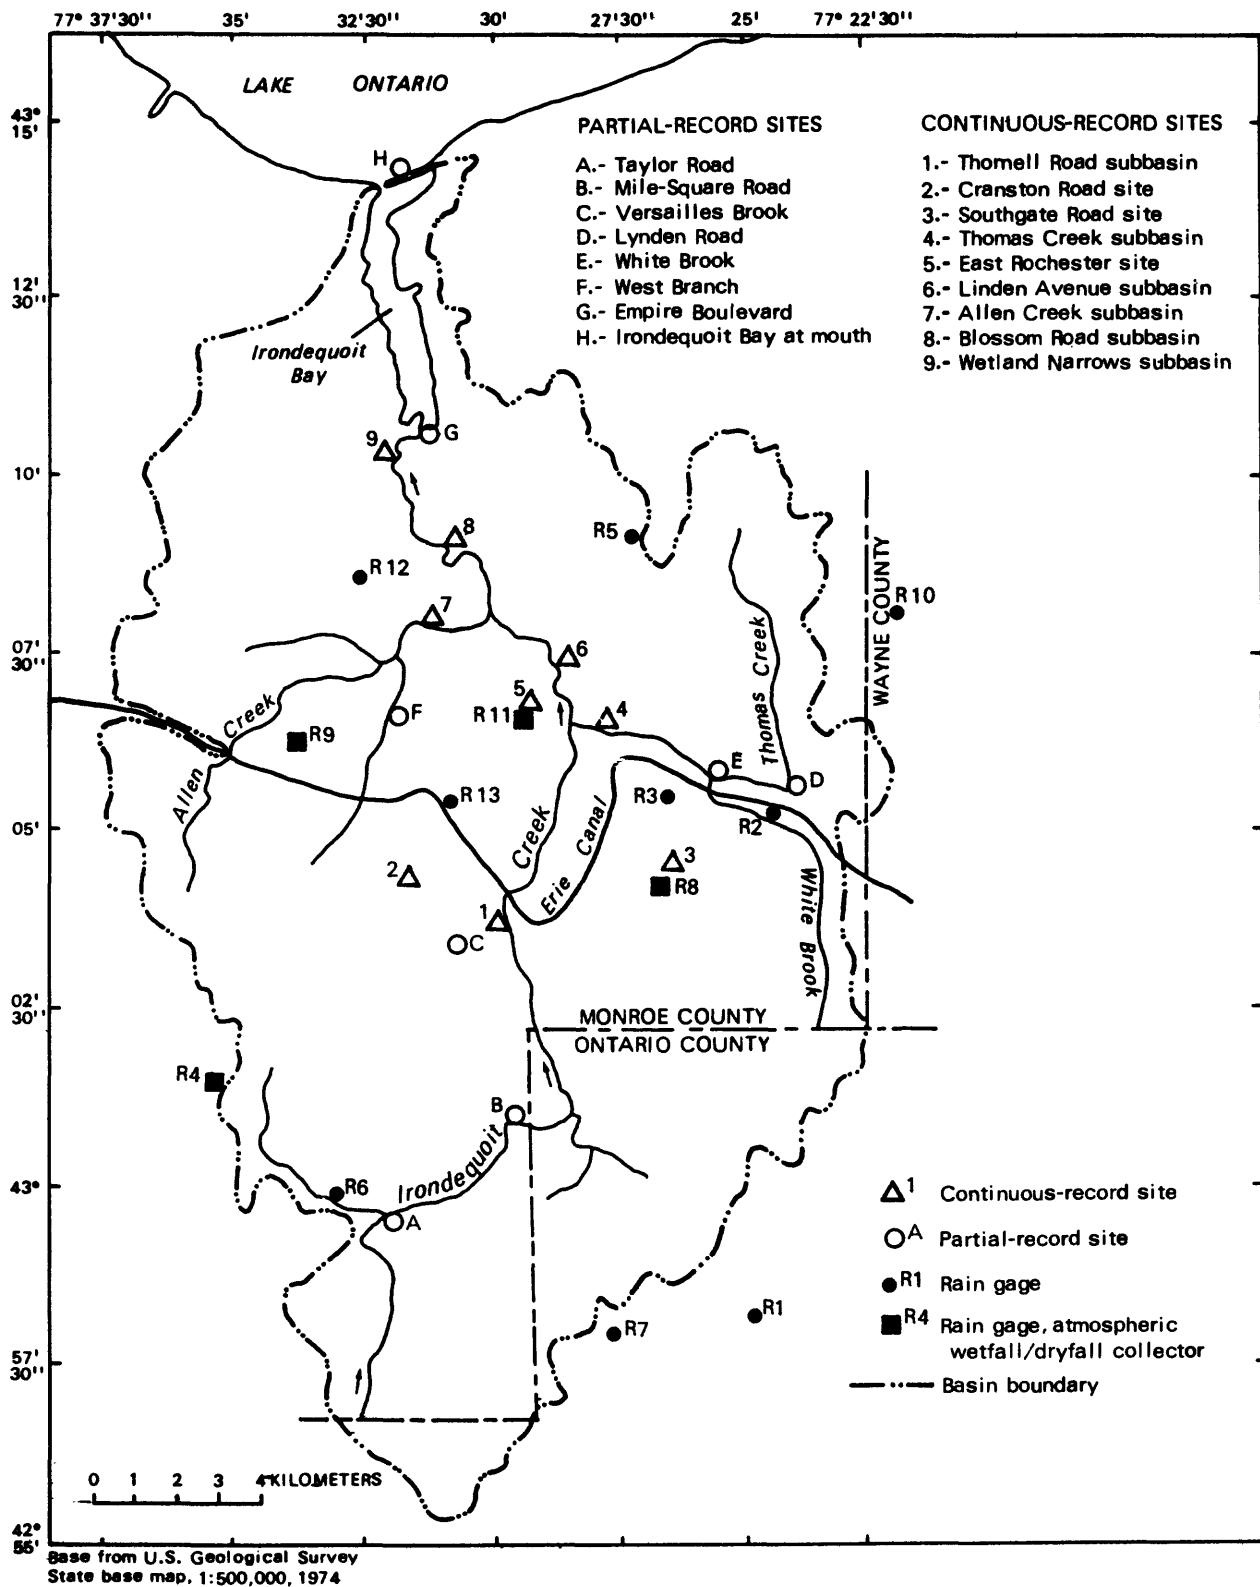 77° 37'30" 35' 32'30" 30' 27'30" 25' 77° 22'30"
LAKE ONTARIO
43°
15'
PARTIAL-RECORD SITES
A.- Taylor Road
B.- Mile-Square Road
C.- Versailles Brook
D.- Lynden Road
E.- White Brook
F.- West Branch
G.- Empire Boulevard
H.- Irondequoit Bay at mouth
CONTINUOUS-RECORD SITES
1.- Thornell Road subbasin
2.- Cranston Road site
3.- Southgate Road site
4.- Thomas Creek subbasin
5.- East Rochester site
6.- Linden Avenue subbasin
7.- Allen Creek subbasin
8.- Blossom Road subbasin
9.- Wetland Narrows subbasin
H
12'
30"
Irondequoit
Bay
9
G
10'
8
R5
R12
WAYNE COUNTY
R10
7
07'
30"
6
Thomas Creek
5
4
R11
F
Creek
R9
E
D
Allen
R13
R3
R2
05'
Creek
Erie Canal
2
3
R8
White Brook
1
C
02'
30"
MONROE COUNTY
ONTARIO COUNTY
R4
B
Irondequoit
43°
R6
A
1 Continuous-record site
A Partial-record site
R1 Rain gage
R4 Rain gage, atmospheric
wetfall/dryfall collector
Basin boundary
R1
R7
57'
30"
0 1 2 3 4 KILOMETERS
42°
55'
Base from U.S. Geological Survey
State base map, 1:500,000, 1974